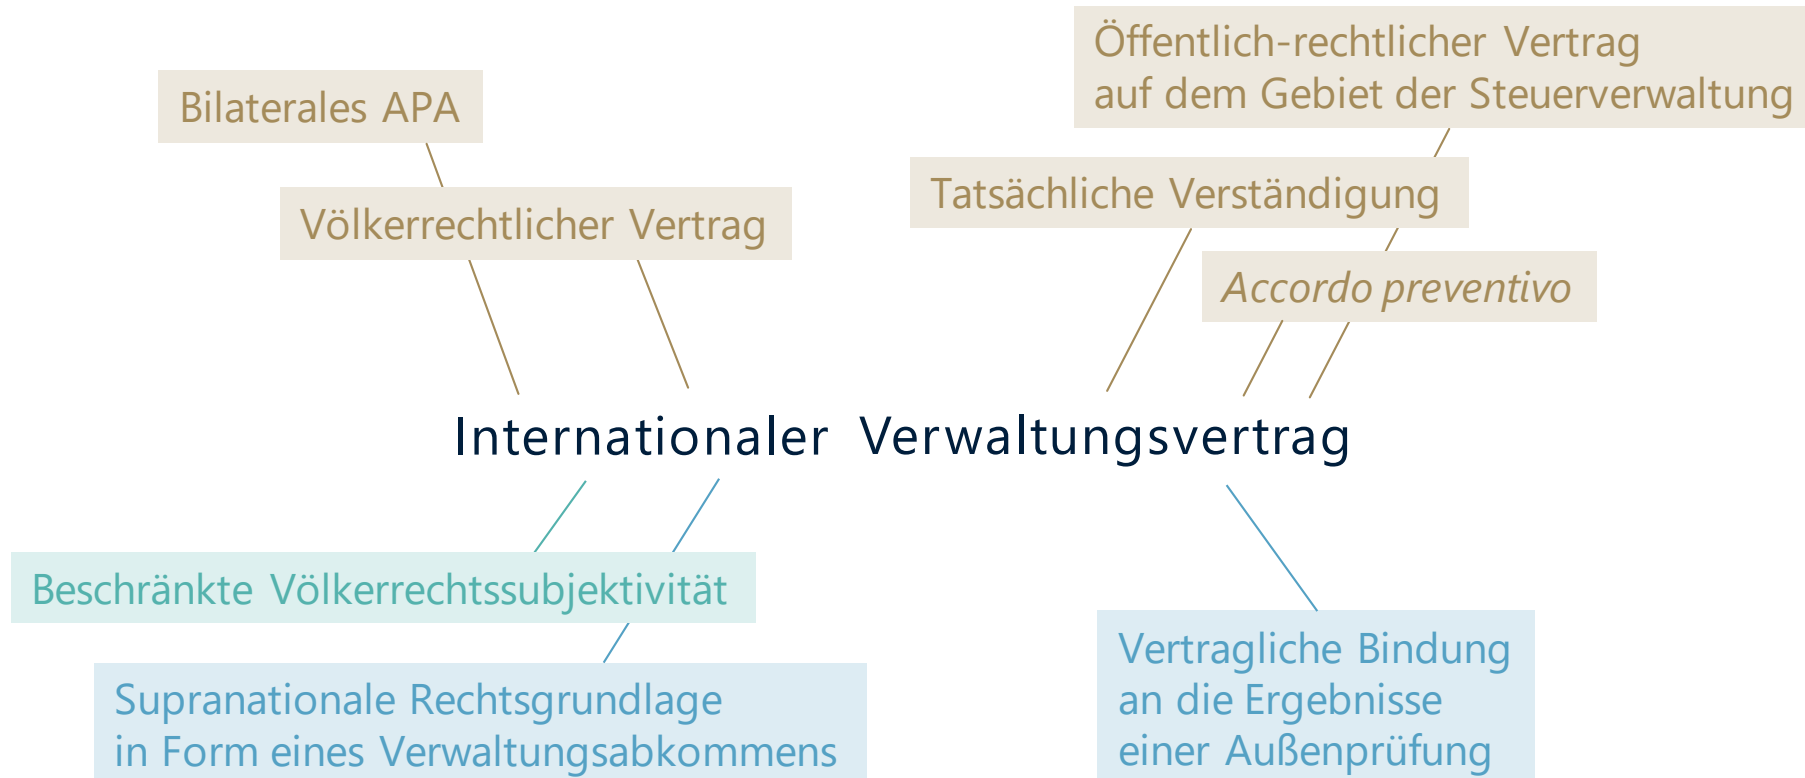 Öffentlich-rechtlicher Vertrag
auf dem Gebiet der Steuerverwaltung
Bilaterales APA
Tatsächliche Verständigung
Völkerrechtlicher Vertrag
Accordo preventivo
Internationaler Verwaltungsvertrag
Beschränkte Völkerrechtssubjektivität
Supranationale Rechtsgrundlage
in Form eines Verwaltungsabkommens
Vertragliche Bindung
an die Ergebnisse
einer Außenprüfung